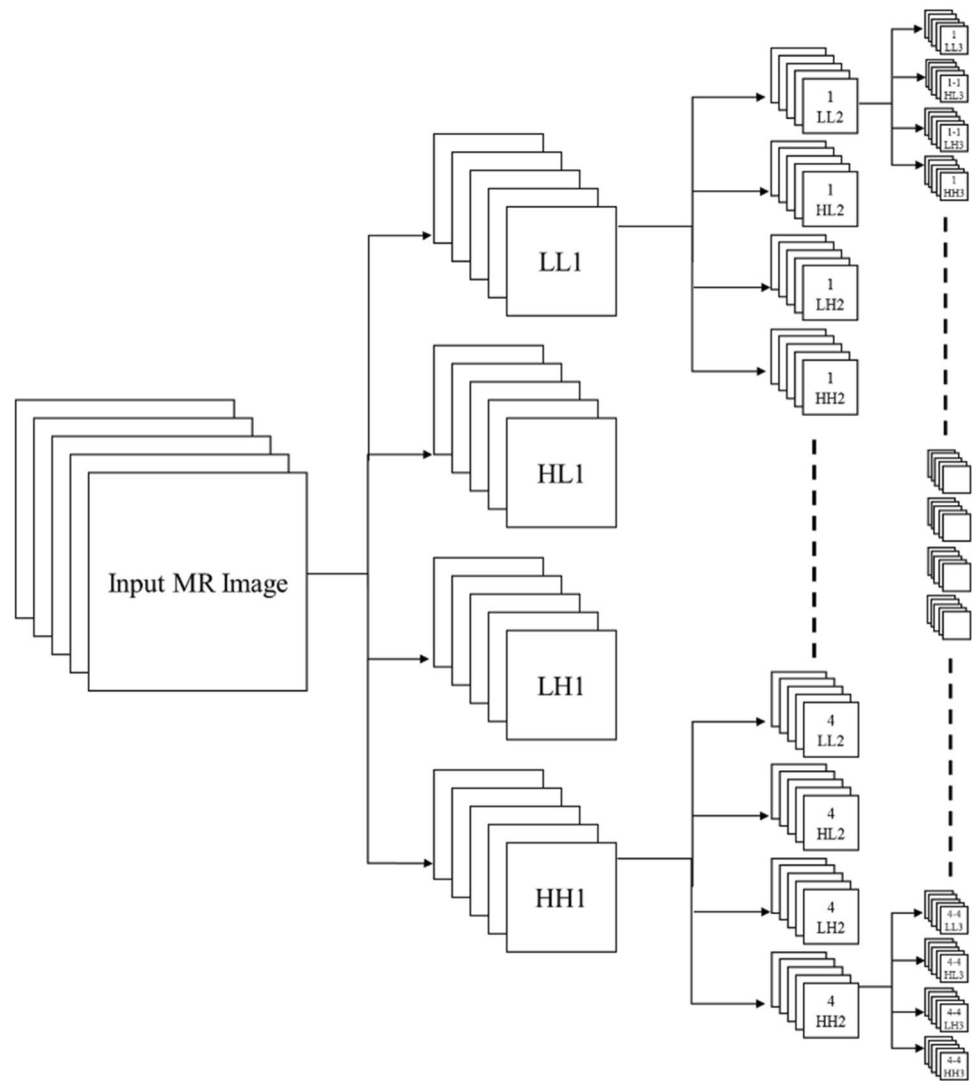 Input MR Image
LL1
HL1
LH1
HH1
1
LL2
1
HL2
1
LH2
1
HH2
4
LL2
4
HL2
4
LH2
4
HH2
1
LL3
1-1
HL3
1-1
LH3
1
HH3
4-4
LL3
4-4
HL3
4-4
LH3
4-4
HH3